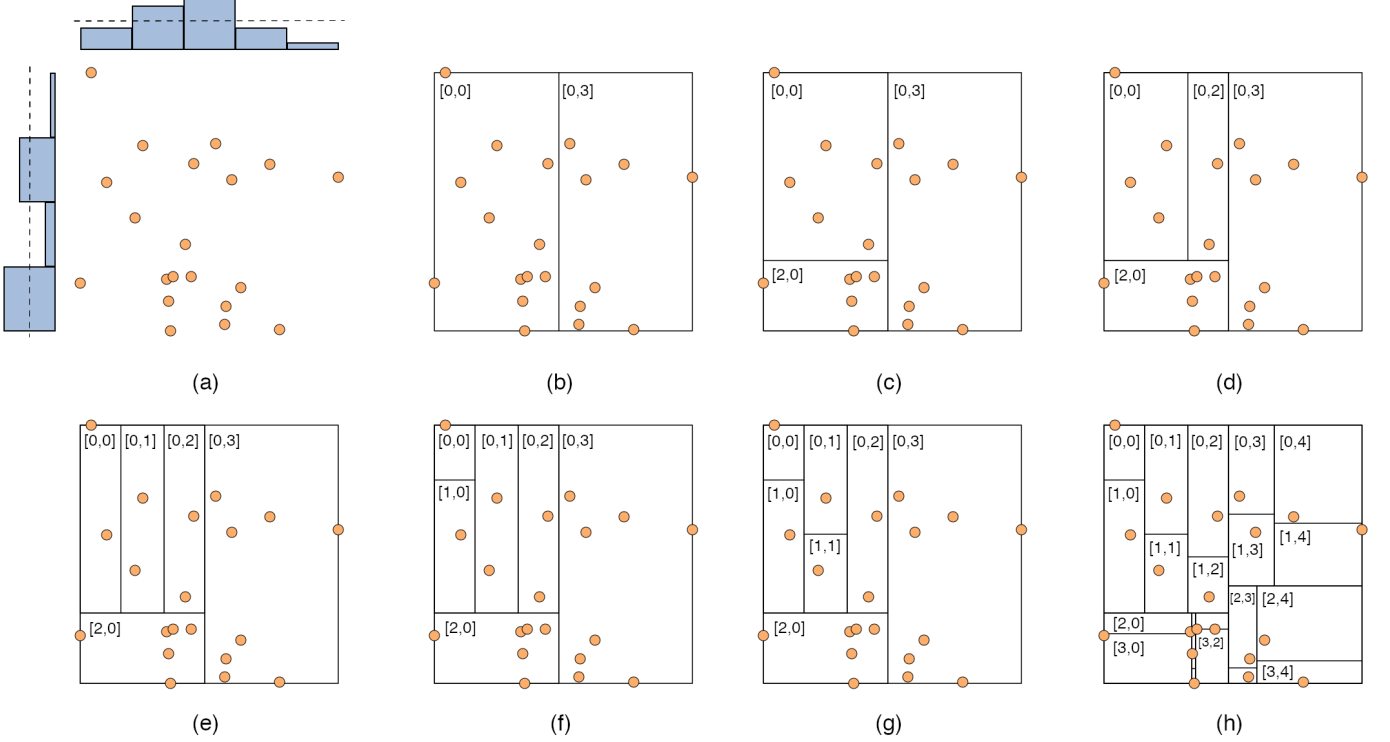 [0,0] [0,3]
[0,0] [0,3]
[2,0]
[0,0] [0,2] [0,3]
[2,0]
(a) (b) (c) (d)
[0,0] [0,1] [0,2] [0,3]
[2,0]
[0,0] [0,1] [0,2] [0,3]
[1,0]
[2,0]
[0,0] [0,1] [0,2] [0,3]
[1,0]
[1,1]
[2,0]
[0,0] [0,1] [0,2] [0,3] [0,4]
[1,0]
[1,1] [1,3] [1,4]
[1,2]
[2,3] [2,4]
[2,0]
[3,0] [3,2]
[3,4]
(e) (f) (g) (h)